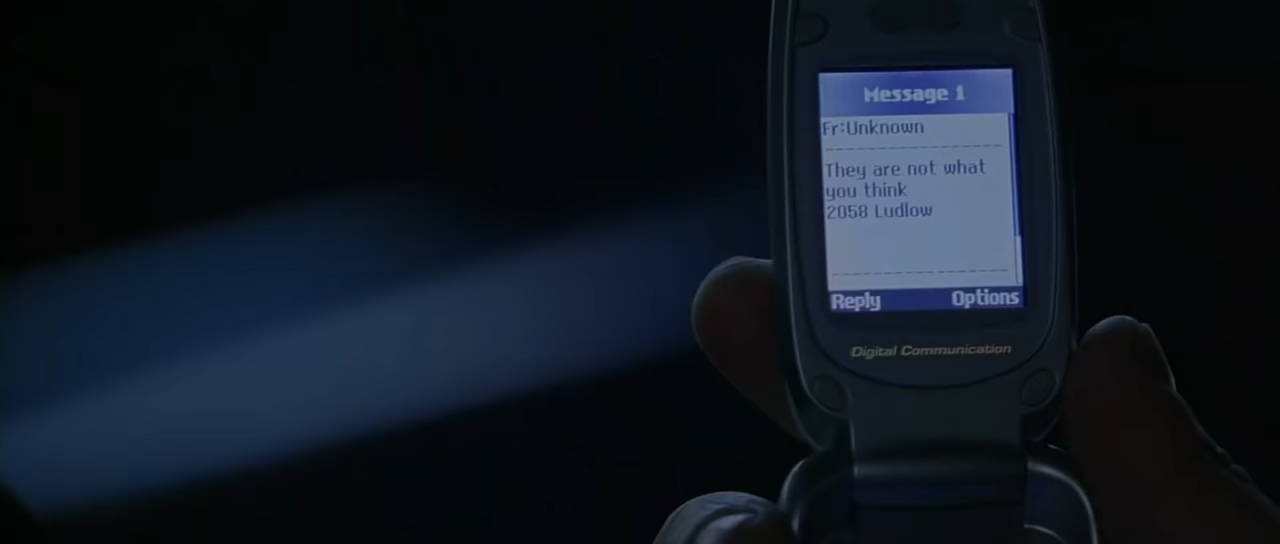 Message 1
Fr:Unknown
They are not what
you think
2058 Ludlow
Reply Options
Digital Communication